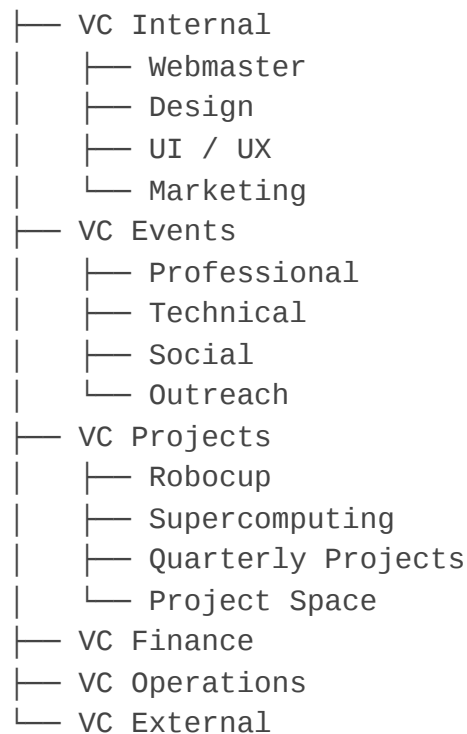 ├── VC Internal
│   ├── Webmaster
│   ├── Design
│   ├── UI / UX
│   └── Marketing
├── VC Events
│   ├── Professional
│   ├── Technical
│   ├── Social
│   └── Outreach
├── VC Projects
│   ├── Robocup
│   ├── Supercomputing
│   ├── Quarterly Projects
│   └── Project Space
├── VC Finance
├── VC Operations
└── VC External